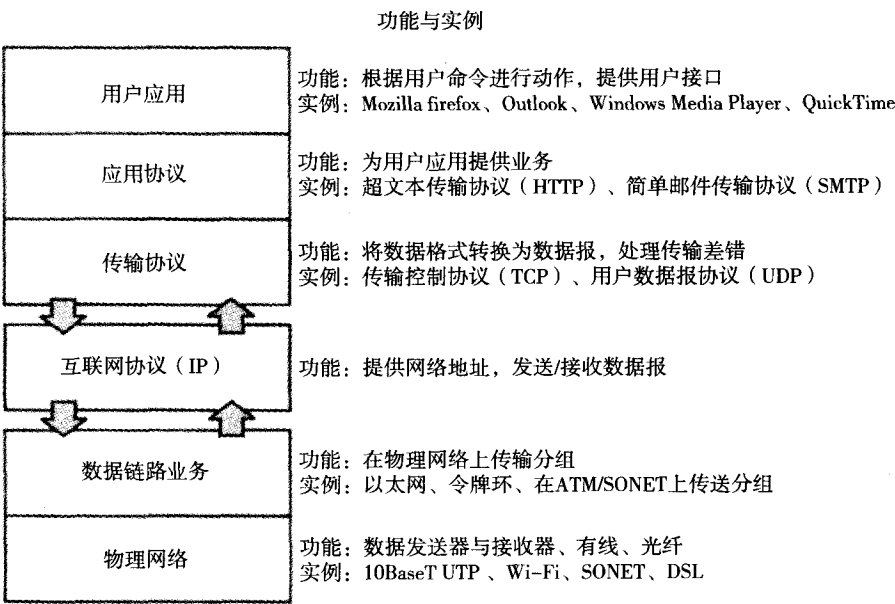 功能与实例
用户应用
功能：根据用户命令进行动作，提供用户接口
实例：Mozilla firefox、Outlook、Windows Media Player、QuickTime
应用协议
功能：为用户应用提供业务
实例：超文本传输协议（HTTP）、简单邮件传输协议（SMTP）
传输协议
功能：将数据格式转换为数据报，处理传输差错
实例：传输控制协议（TCP）、用户数据报协议（UDP）
互联网协议（IP）
功能：提供网络地址，发送/接收数据报
数据链路业务
功能：在物理网络上传输分组
实例：以太网、令牌环、在ATM/SONET上传送分组
物理网络
功能：数据发送器与接收器、有线、光纤
实例：10BaseT UTP 、Wi-Fi、SONET、DSL